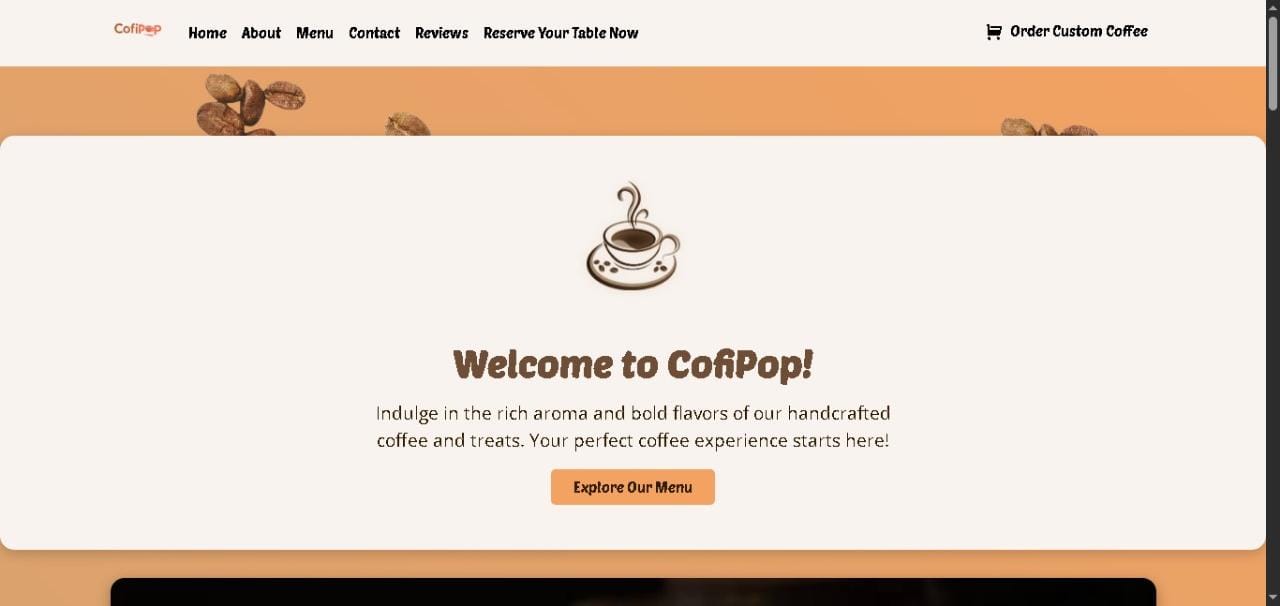 CofiPop
Home About Menu Contact Reviews Reserve Your Table Now
Order Custom Coffee
Welcome to CofiPop!
Indulge in the rich aroma and bold flavors of our handcrafted
coffee and treats. Your perfect coffee experience starts here!
Explore Our Menu